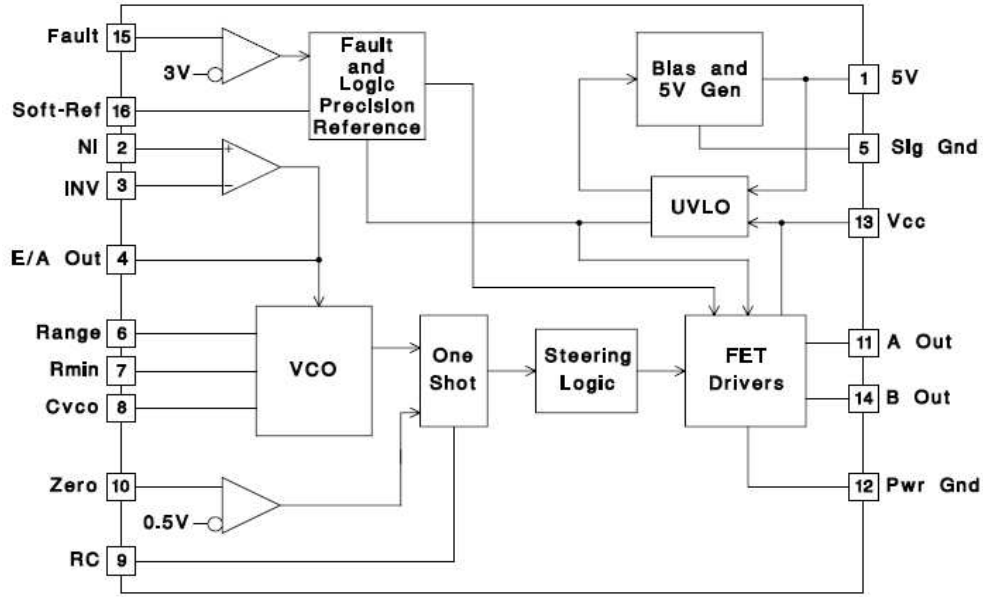 Fault 15
3V
Soft-Ref 16
NI 2
+
INV 3
−
E/A Out 4
Range 6
Rmin 7
Cvco 8
Zero 10
0.5V
RC 9
Fault
and
Logic
Precision
Reference
Bias and
5V Gen
UVLO
VCO
One
Shot
Steering
Logic
FET
Drivers
1 5V
5 Sig Gnd
13 Vcc
11 A Out
14 B Out
12 Pwr Gnd